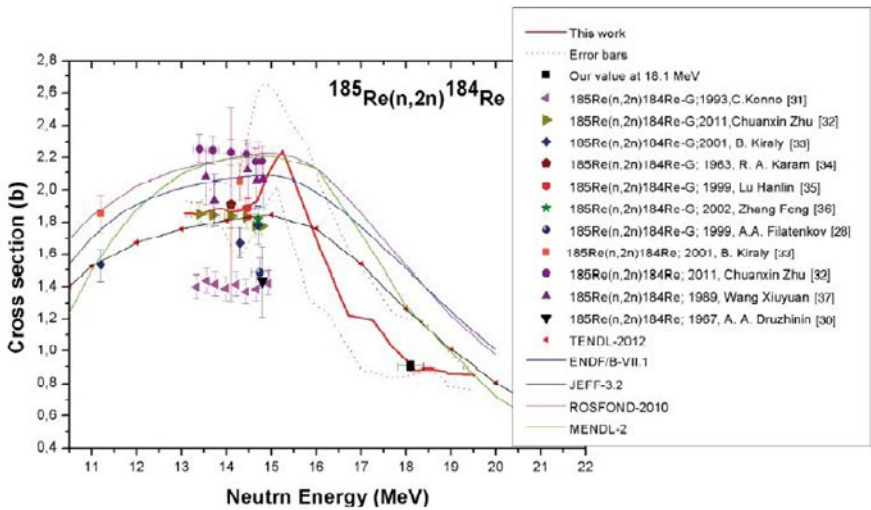 ¹⁸⁵Re(n,2n)¹⁸⁴Re
2,8
2,6
2,4
2,2
2,0
1,8
1,6
1,4
1,2
1,0
0,8
0,6
0,4
Cross section (b)
11 12 13 14 15 16 17 18 19 20 21 22
Neutrn Energy (MeV)
This work
Error bars
Our value at 18.1 MeV
185Re(n,2n)184Re-G;1993,C.Konno [31]
185Re(n,2n)184Re-G;2011,Chuanxin Zhu [32]
185Re(n,2n)184Re-G;2001, B. Kiraly [33]
185Re(n,2n)184Re-G; 1963, R. A. Karam [34]
185Re(n,2n)184Re-G; 1999, Lu Hanlin [35]
185Re(n,2n)184Re-G; 2002, Zheng Feng [36]
185Re(n,2n)184Re-G; 1999, A.A. Filatenkov [28]
185Re(n,2n)184Re; 2001, B. Kiraly [33]
185Re(n,2n)184Re; 2011, Chuanxin Zhu [32]
185Re(n,2n)184Re; 1989, Wang Xiuyuan [37]
185Re(n,2n)184Re; 1967, A. A. Druzhinin [30]
TENDL-2012
ENDF/B-VII.1
JEFF-3.2
ROSFOND-2010
MENDL-2